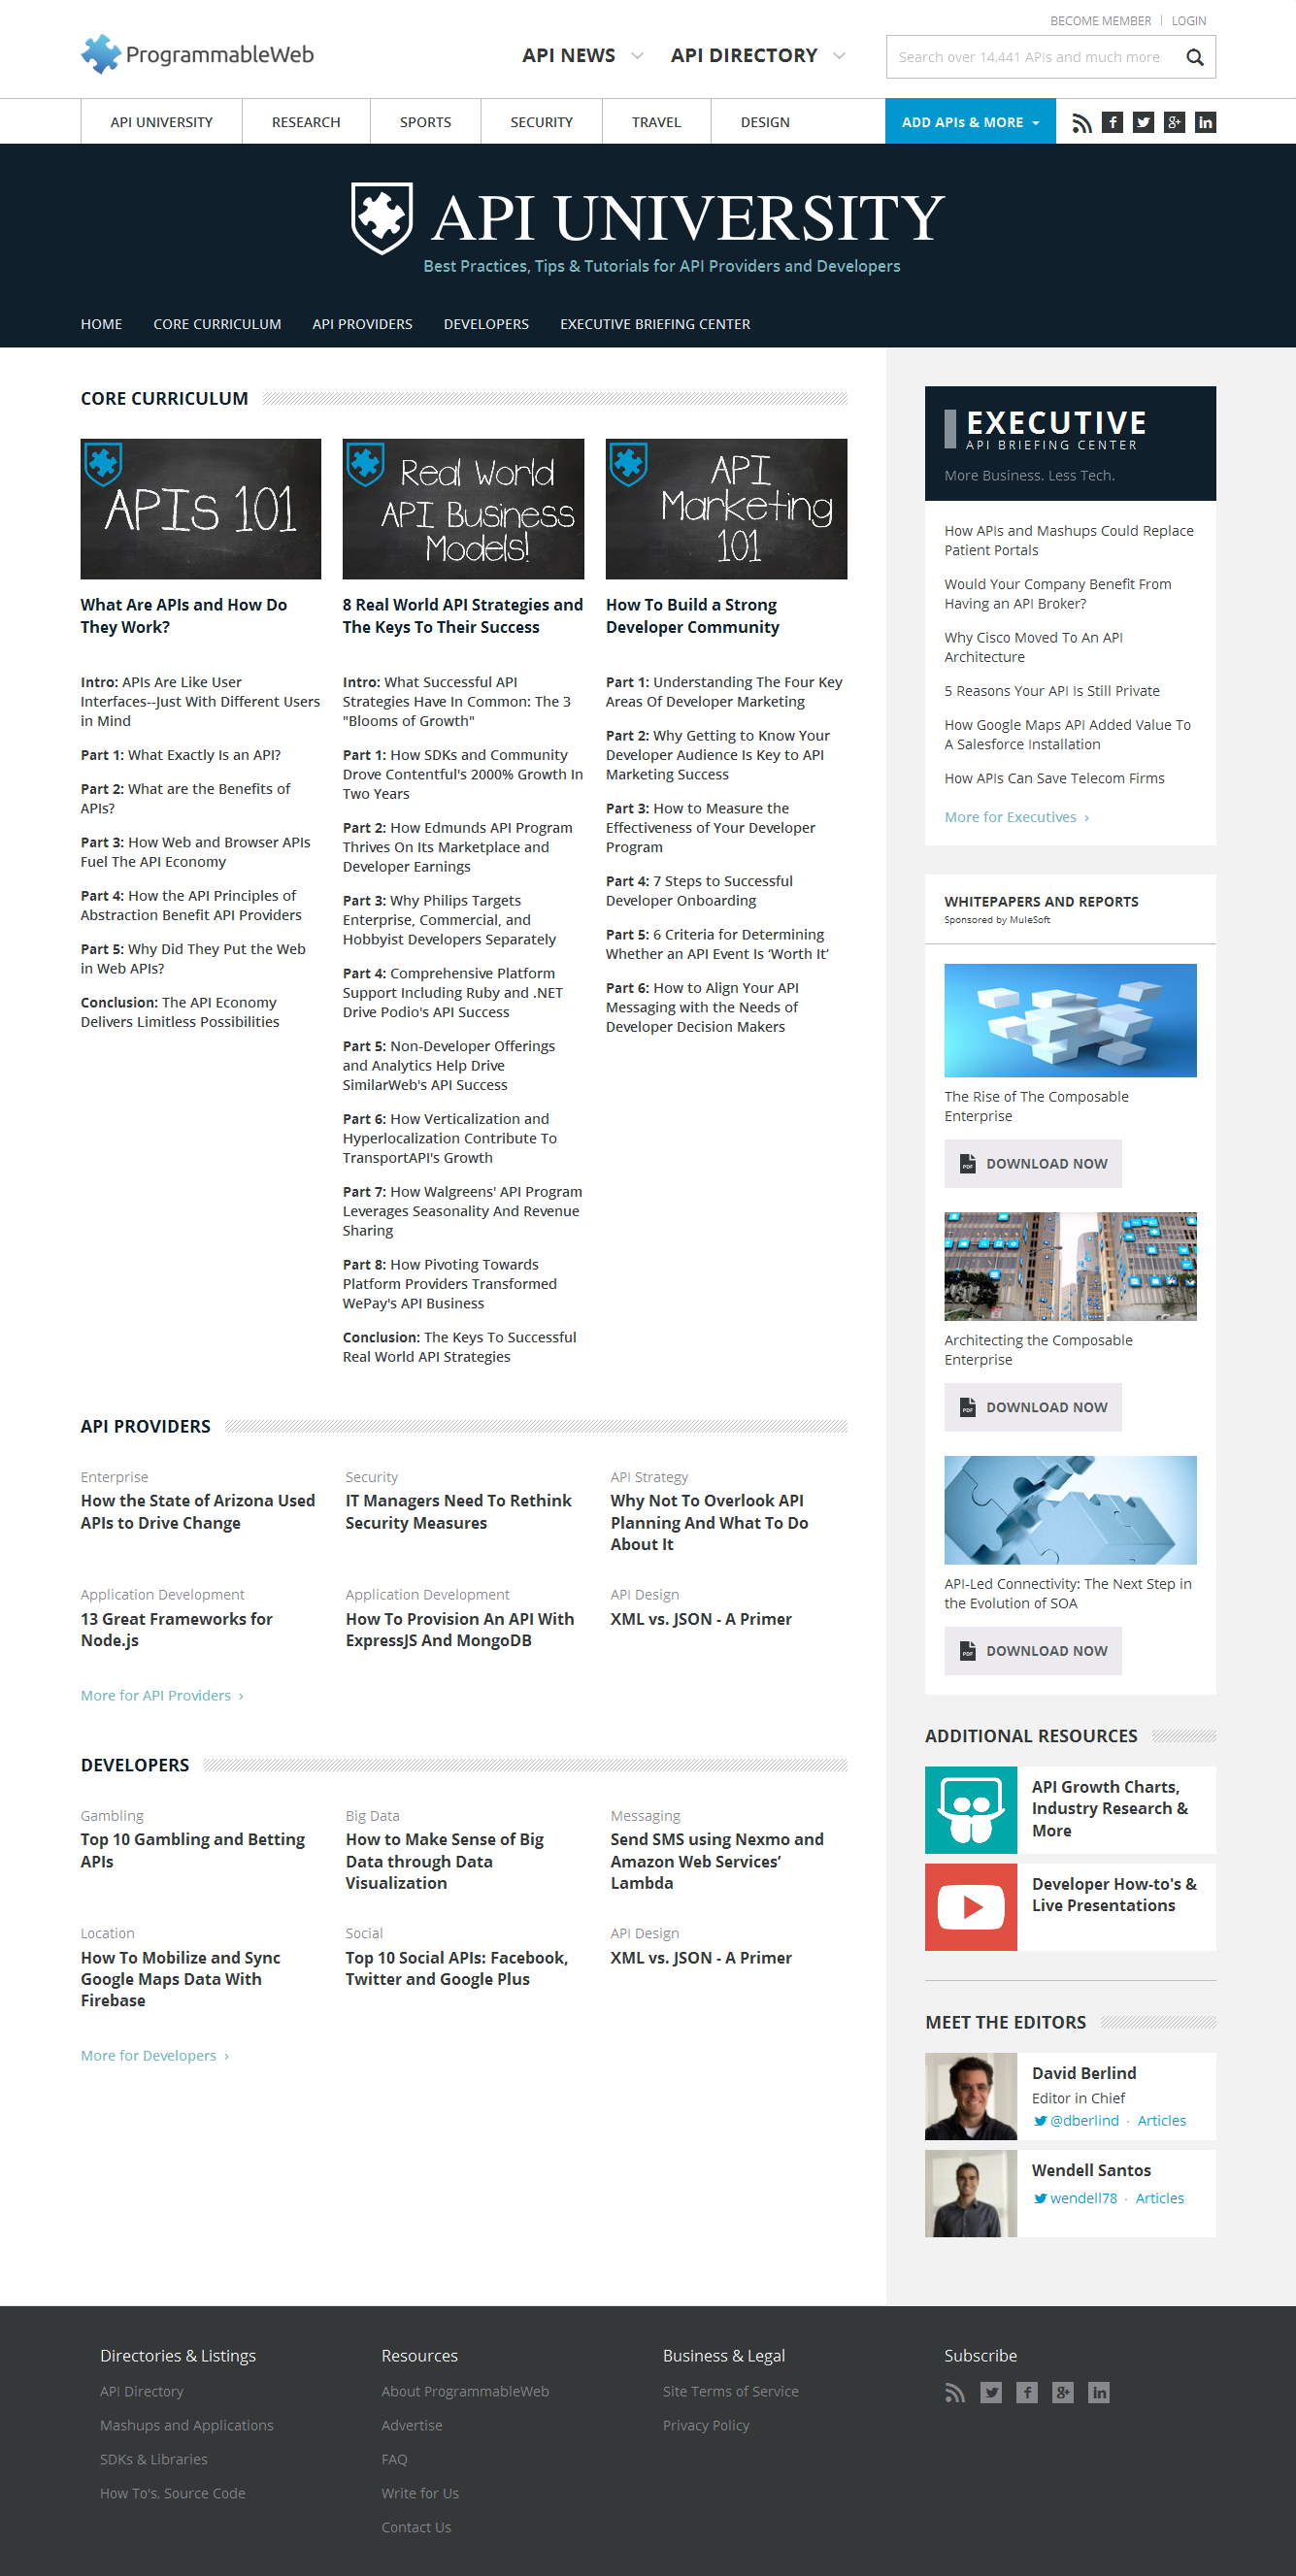 BECOME MEMBER
LOGIN
ProgrammableWeb
API NEWS
API DIRECTORY
Search over 14,441 APIs and much more
API UNIVERSITY
RESEARCH
SPORTS
SECURITY
TRAVEL
DESIGN
ADD APIs & MORE
API UNIVERSITY
Best Practices, Tips & Tutorials for API Providers and Developers
HOME
CORE CURRICULUM
API PROVIDERS
DEVELOPERS
EXECUTIVE BRIEFING CENTER
CORE CURRICULUM
APIs 101
What Are APIs and How Do
They Work?
Intro: APIs Are Like User
Interfaces--Just With Different Users
in Mind
Part 1: What Exactly Is an API?
Part 2: What are the Benefits of
APIs?
Part 3: How Web and Browser APIs
Fuel The API Economy
Part 4: How the API Principles of
Abstraction Benefit API Providers
Part 5: Why Did They Put the Web
in Web APIs?
Conclusion: The API Economy
Delivers Limitless Possibilities
Real World
API Business
Models!
8 Real World API Strategies and
The Keys To Their Success
Intro: What Successful API
Strategies Have In Common: The 3
"Blooms of Growth"
Part 1: How SDKs and Community
Drove Contentful's 2000% Growth In
Two Years
Part 2: How Edmunds API Program
Thrives On Its Marketplace and
Developer Earnings
Part 3: Why Philips Targets
Enterprise, Commercial, and
Hobbyist Developers Separately
Part 4: Comprehensive Platform
Support Including Ruby and .NET
Drive Podio's API Success
Part 5: Non-Developer Offerings
and Analytics Help Drive
SimilarWeb's API Success
Part 6: How Verticalization and
Hyperlocalization Contribute To
TransportAPI's Growth
Part 7: How Walgreens' API Program
Leverages Seasonality And Revenue
Sharing
Part 8: How Pivoting Towards
Platform Providers Transformed
WePay's API Business
Conclusion: The Keys To Successful
Real World API Strategies
API
Marketing
101
How To Build a Strong
Developer Community
Part 1: Understanding The Four Key
Areas Of Developer Marketing
Part 2: Why Getting to Know Your
Developer Audience Is Key to API
Marketing Success
Part 3: How to Measure the
Effectiveness of Your Developer
Program
Part 4: 7 Steps to Successful
Developer Onboarding
Part 5: 6 Criteria for Determining
Whether an API Event Is ‘Worth It’
Part 6: How to Align Your API
Messaging with the Needs of
Developer Decision Makers
API PROVIDERS
Enterprise
How the State of Arizona Used
APIs to Drive Change
Security
IT Managers Need To Rethink
Security Measures
API Strategy
Why Not To Overlook API
Planning And What To Do
About It
Application Development
13 Great Frameworks for
Node.js
Application Development
How To Provision An API With
ExpressJS And MongoDB
API Design
XML vs. JSON - A Primer
More for API Providers ›
DEVELOPERS
Gambling
Top 10 Gambling and Betting
APIs
Big Data
How to Make Sense of Big
Data through Data
Visualization
Messaging
Send SMS using Nexmo and
Amazon Web Services’
Lambda
Location
How To Mobilize and Sync
Google Maps Data With
Firebase
Social
Top 10 Social APIs: Facebook,
Twitter and Google Plus
API Design
XML vs. JSON - A Primer
More for Developers ›
EXECUTIVE
API BRIEFING CENTER
More Business. Less Tech.
How APIs and Mashups Could Replace
Patient Portals
Would Your Company Benefit From
Having an API Broker?
Why Cisco Moved To An API
Architecture
5 Reasons Your API Is Still Private
How Google Maps API Added Value To
A Salesforce Installation
How APIs Can Save Telecom Firms
More for Executives ›
WHITEPAPERS AND REPORTS
Sponsored by MuleSoft
The Rise of The Composable
Enterprise
PDF DOWNLOAD NOW
Architecting the Composable
Enterprise
PDF DOWNLOAD NOW
API-Led Connectivity: The Next Step in
the Evolution of SOA
PDF DOWNLOAD NOW
ADDITIONAL RESOURCES
API Growth Charts,
Industry Research &
More
Developer How-to's &
Live Presentations
MEET THE EDITORS
David Berlind
Editor in Chief
@dberlind · Articles
Wendell Santos
wendell78 · Articles
Directories & Listings
API Directory
Mashups and Applications
SDKs & Libraries
How To's, Source Code
Resources
About ProgrammableWeb
Advertise
FAQ
Write for Us
Contact Us
Business & Legal
Site Terms of Service
Privacy Policy
Subscribe